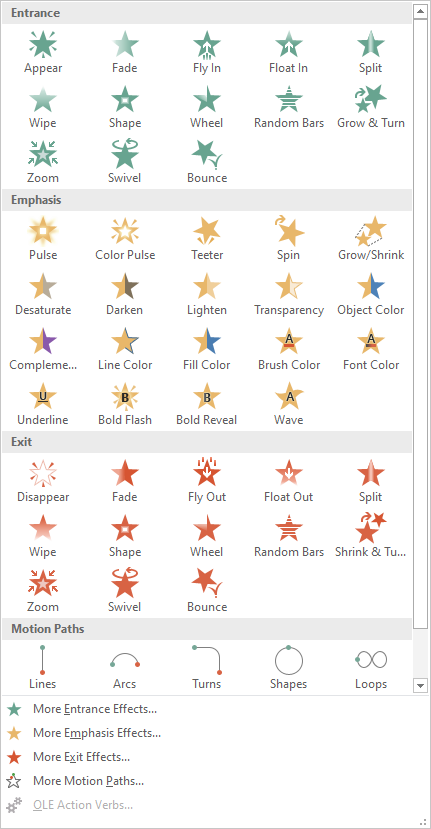 Entrance
Appear Fade Fly In Float In Split
Wipe Shape Wheel Random Bars Grow & Turn
Zoom Swivel Bounce
Emphasis
Pulse Color Pulse Teeter Spin Grow/Shrink
Desaturate Darken Lighten Transparency Object Color
Compleme... Line Color Fill Color Brush Color Font Color
Underline Bold Flash Bold Reveal Wave
Exit
Disappear Fade Fly Out Float Out Split
Wipe Shape Wheel Random Bars Shrink & Tu...
Zoom Swivel Bounce
Motion Paths
Lines Arcs Turns Shapes Loops
More Entrance Effects...
More Emphasis Effects...
More Exit Effects...
More Motion Paths...
OLE Action Verbs...